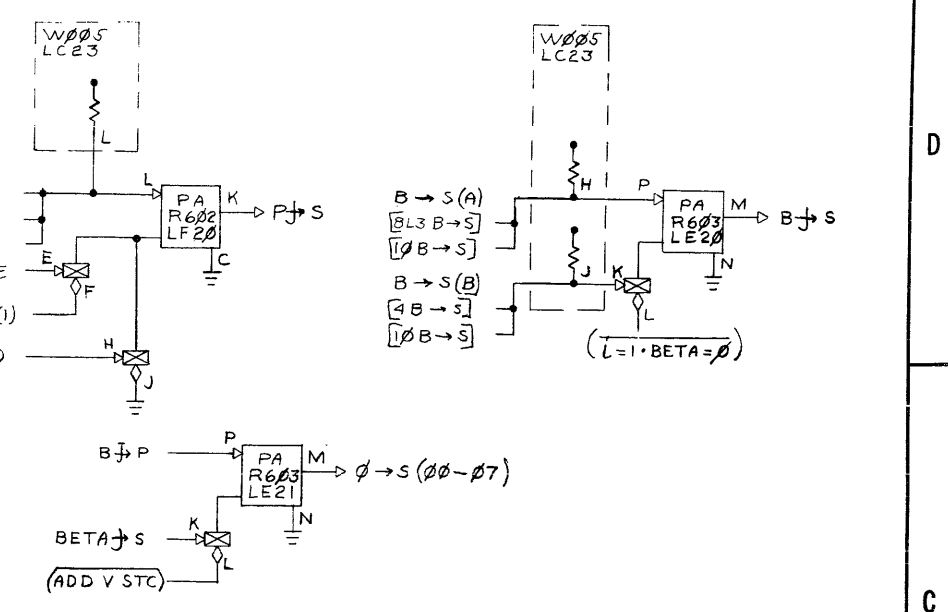 WØØ5
LC23
L
L
PA
R6Ø2
LF2Ø
K
P⨍→ S
C
E
F
(1)
H
J
WØØ5
LC23
H
B → S (A)
[8L3 B → S]
[1Ø B → S]
P
PA
R6Ø3
LE2Ø
M
B⨍→ S
N
J
B → S (B)
[4 B → S]
[1Ø B → S]
K
L
(L=1•BETA=Ø)
B⨍→ P
P
PA
R6Ø3
LE21
M
Ø → S (ØØ-Ø7)
N
BETA⨍→ S
K
L
(ADD V STC)
D
C